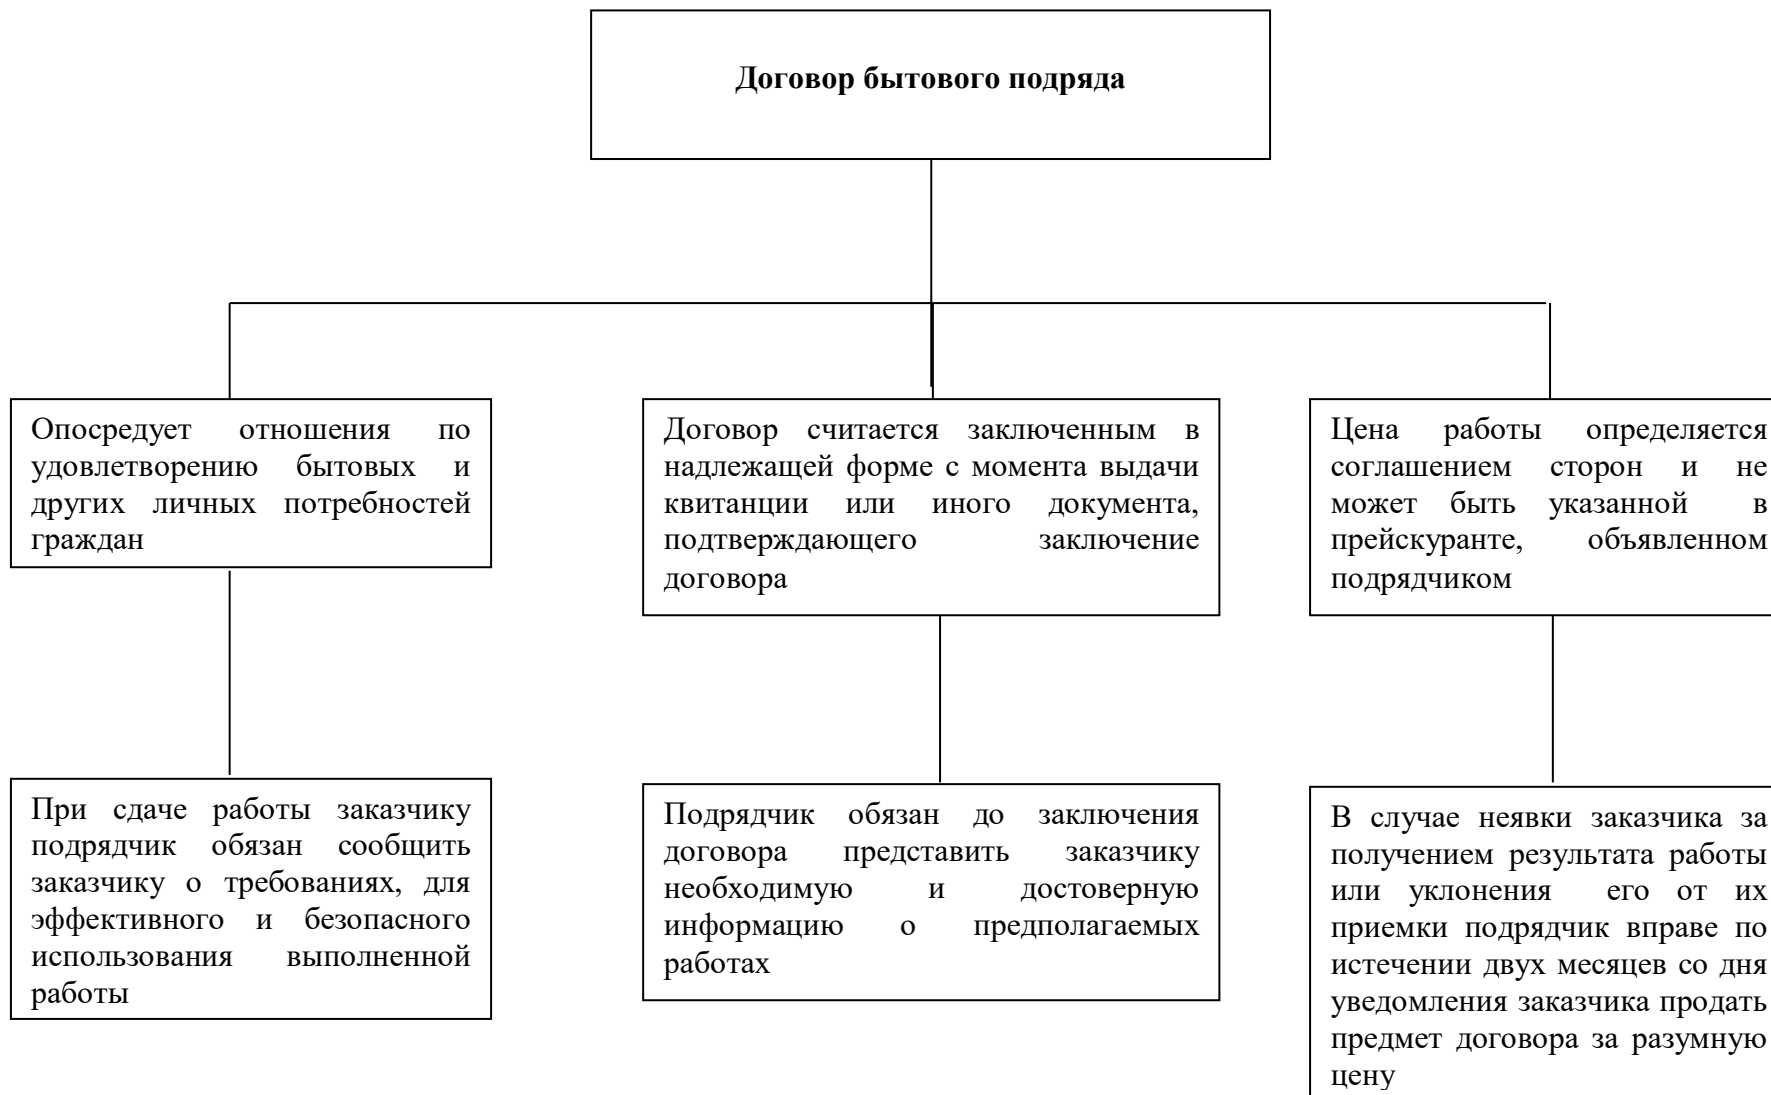 Договор бытового подряда
Опосредует отношения по
удовлетворению бытовых и
других личных потребностей
граждан
Договор считается заключенным в
надлежащей форме с момента выдачи
квитанции или иного документа,
подтверждающего заключение
договора
Цена работы определяется
соглашением сторон и не
может быть указанной в
прейскуранте, объявленном
подрядчиком
При сдаче работы заказчику
подрядчик обязан сообщить
заказчику о требованиях, для
эффективного и безопасного
использования выполненной
работы
Подрядчик обязан до заключения
договора представить заказчику
необходимую и достоверную
информацию о предполагаемых
работах
В случае неявки заказчика за
получением результата работы
или уклонения его от их
приемки подрядчик вправе по
истечении двух месяцев со дня
уведомления заказчика продать
предмет договора за разумную
цену